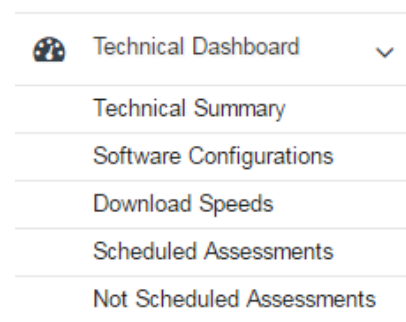 Technical Dashboard
Technical Summary
Software Configurations
Download Speeds
Scheduled Assessments
Not Scheduled Assessments